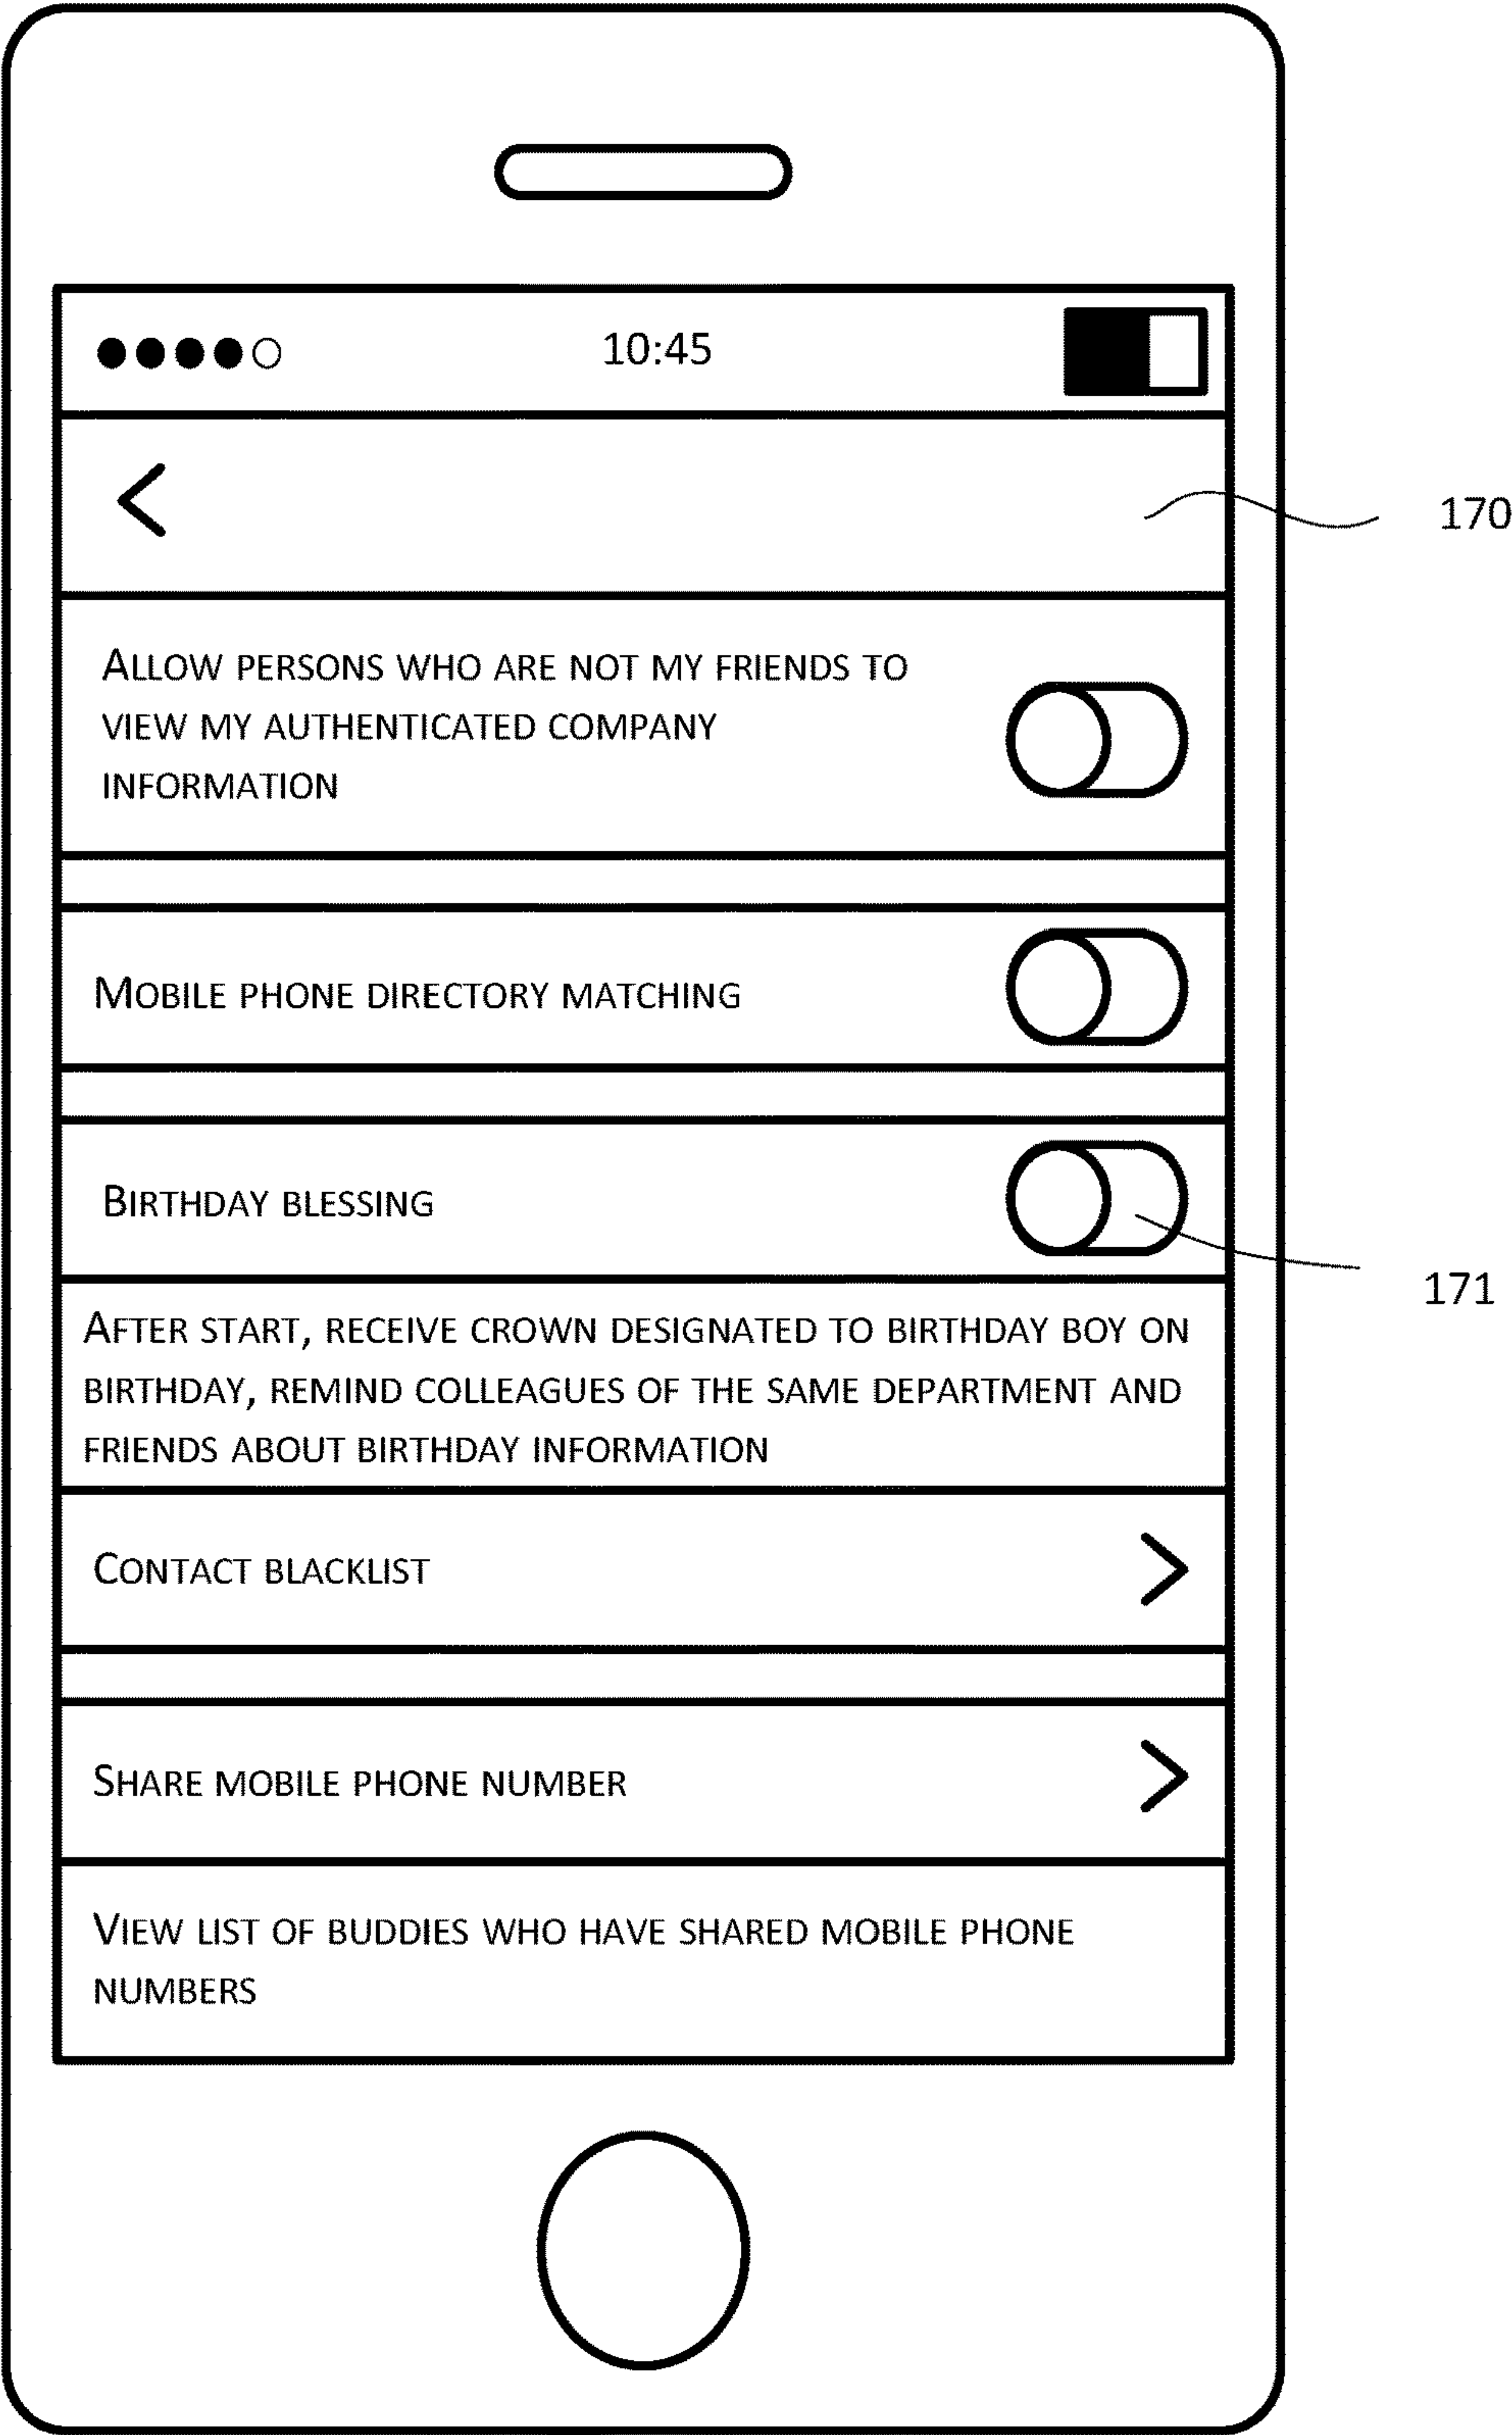 10:45
170
ALLOW PERSONS WHO ARE NOT MY FRIENDS TO
VIEW MY AUTHENTICATED COMPANY
INFORMATION
MOBILE PHONE DIRECTORY MATCHING
BIRTHDAY BLESSING
171
AFTER START, RECEIVE CROWN DESIGNATED TO BIRTHDAY BOY ON
BIRTHDAY, REMIND COLLEAGUES OF THE SAME DEPARTMENT AND
FRIENDS ABOUT BIRTHDAY INFORMATION
CONTACT BLACKLIST
SHARE MOBILE PHONE NUMBER
VIEW LIST OF BUDDIES WHO HAVE SHARED MOBILE PHONE
NUMBERS